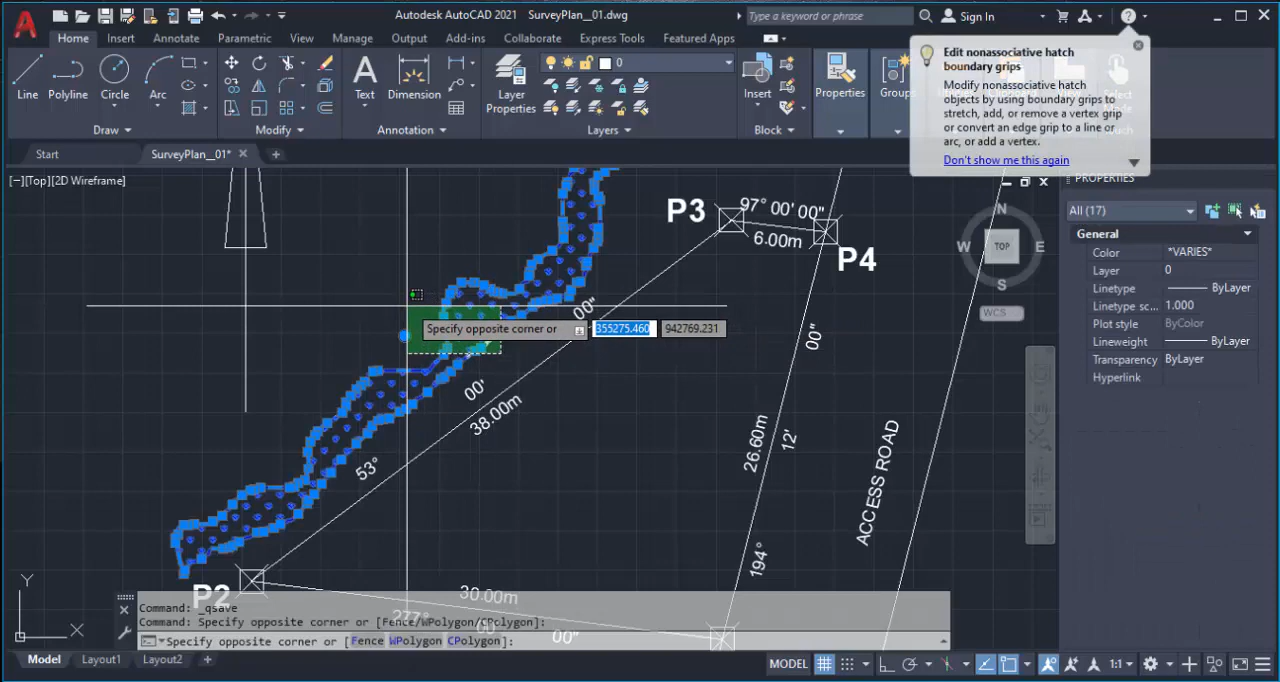 Autodesk AutoCAD 2021 SurveyPlan_01.dwg
Type a keyword or phrase
Sign In
Home Insert Annotate Parametric View Manage Output Add-ins Collaborate Express Tools Featured Apps
Line Polyline Circle Arc
Text Dimension
Layer
Properties
0
Insert
Properties
Groups
Draw
Modify
Annotation
Layers
Block
Edit nonassociative hatch
boundary grips
Modify nonassociative hatch
objects by using boundary grips to
stretch, add, or remove a vertex grip
or convert an edge grip to a line or
arc, or add a vertex.
Don't show me this again
Start
SurveyPlan_01*
[−][Top][2D Wireframe]
PROPERTIES
All (17)
General
Color *VARIES*
Layer 0
Linetype ByLayer
Linetype sc... 1.000
Plot style ByColor
Lineweight ByLayer
Transparency ByLayer
Hyperlink
N
W TOP E
S
WCS
P3
97° 00' 00"
6.00m
P4
00"
Specify opposite corner or
355275.460
942769.231
00'
38.00m
53°
00"
26.60m
12'
194°
ACCESS ROAD
P2
30.00m
277°
00
00"
Y
X
Command: _qsave
Command: Specify opposite corner or [Fence/WPolygon/CPolygon]:
Specify opposite corner or [Fence WPolygon CPolygon]:
Model Layout1 Layout2 +
MODEL
1:1